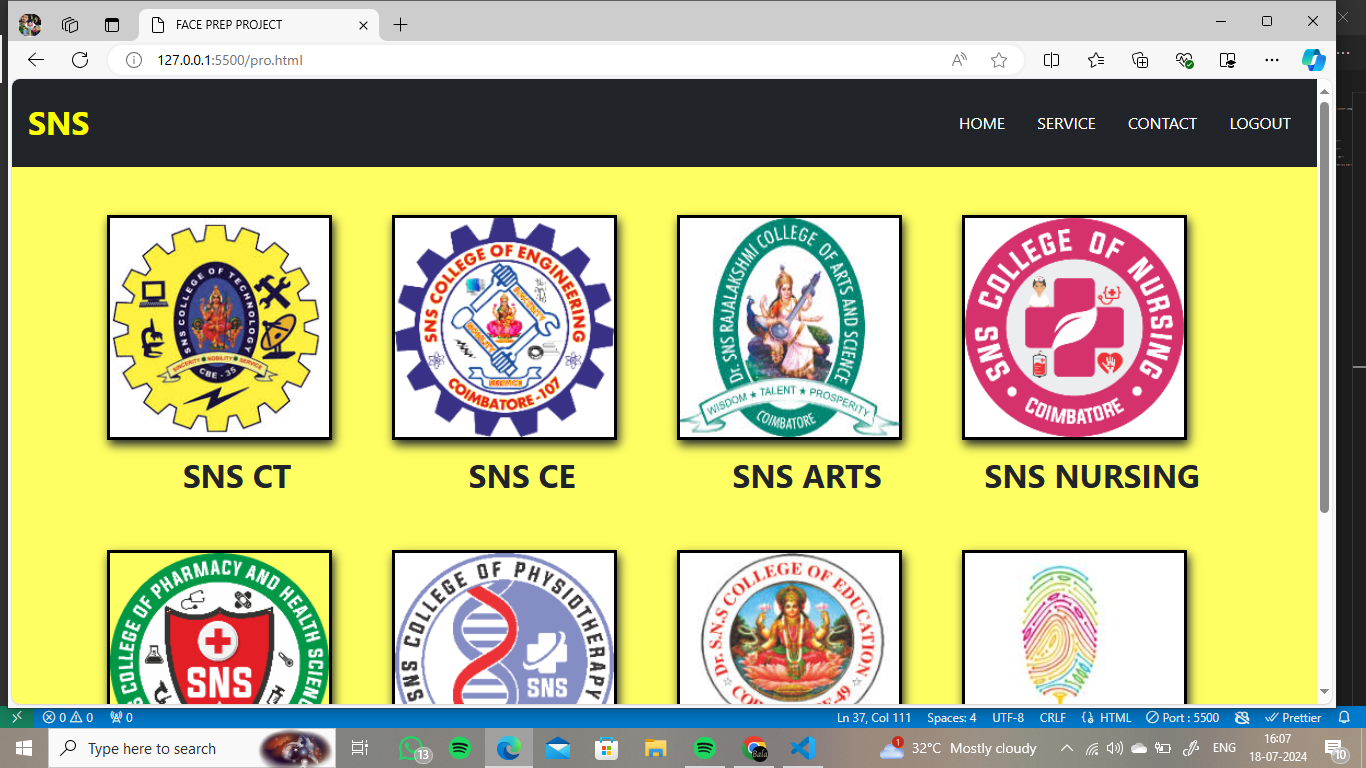 FACE PREP PROJECT
127.0.0.1:5500/pro.html
SNS
HOME SERVICE CONTACT LOGOUT
SNS COLLEGE OF TECHNOLOGY
SINCERITY NOBILITY SERVICE
CBE - 35
SNS COLLEGE OF ENGINEERING
SINCERITY
NOBILITY
SERVICE
COIMBATORE -107
Dr. SNS RAJALAKSHMI COLLEGE OF ARTS AND SCIENCE
WISDOM ★ TALENT ★ PROSPERITY
COIMBATORE
SNS COLLEGE OF NURSING
COIMBATORE
SNS CT
SNS CE
SNS ARTS
SNS NURSING
COLLEGE OF PHARMACY AND HEALTH SCIEN
SNS
SNS COLLEGE OF PHYSIOTHERAPY
SNS
Dr. S.N.S COLLEGE OF EDUCATION
0 0 0
Ln 37, Col 111 Spaces: 4 UTF-8 CRLF HTML Port : 5500 Prettier
Type here to search
13
Bala
1
32°C Mostly cloudy
ENG
16:07
18-07-2024
10